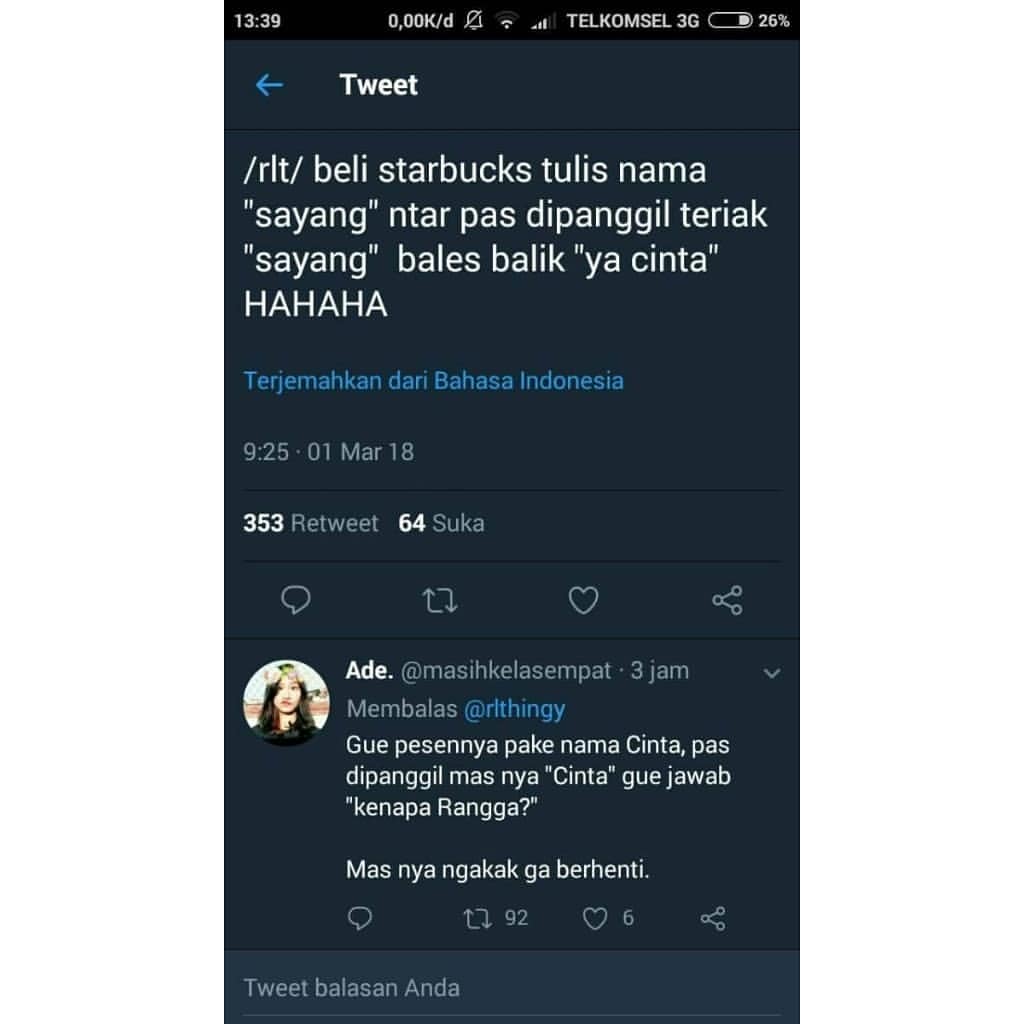 13:39 0,00K/d TELKOMSEL 3G 26%
Tweet
/rlt/ beli starbucks tulis nama
"sayang" ntar pas dipanggil teriak
"sayang"  bales balik "ya cinta"
HAHAHA
Terjemahkan dari Bahasa Indonesia
9:25 · 01 Mar 18
353 Retweet 64 Suka
Ade. @masihkelasempat · 3 jam
Membalas @rlthingy
Gue pesennya pake nama Cinta, pas
dipanggil mas nya "Cinta" gue jawab
"kenapa Rangga?"
Mas nya ngakak ga berhenti.
92 6
Tweet balasan Anda